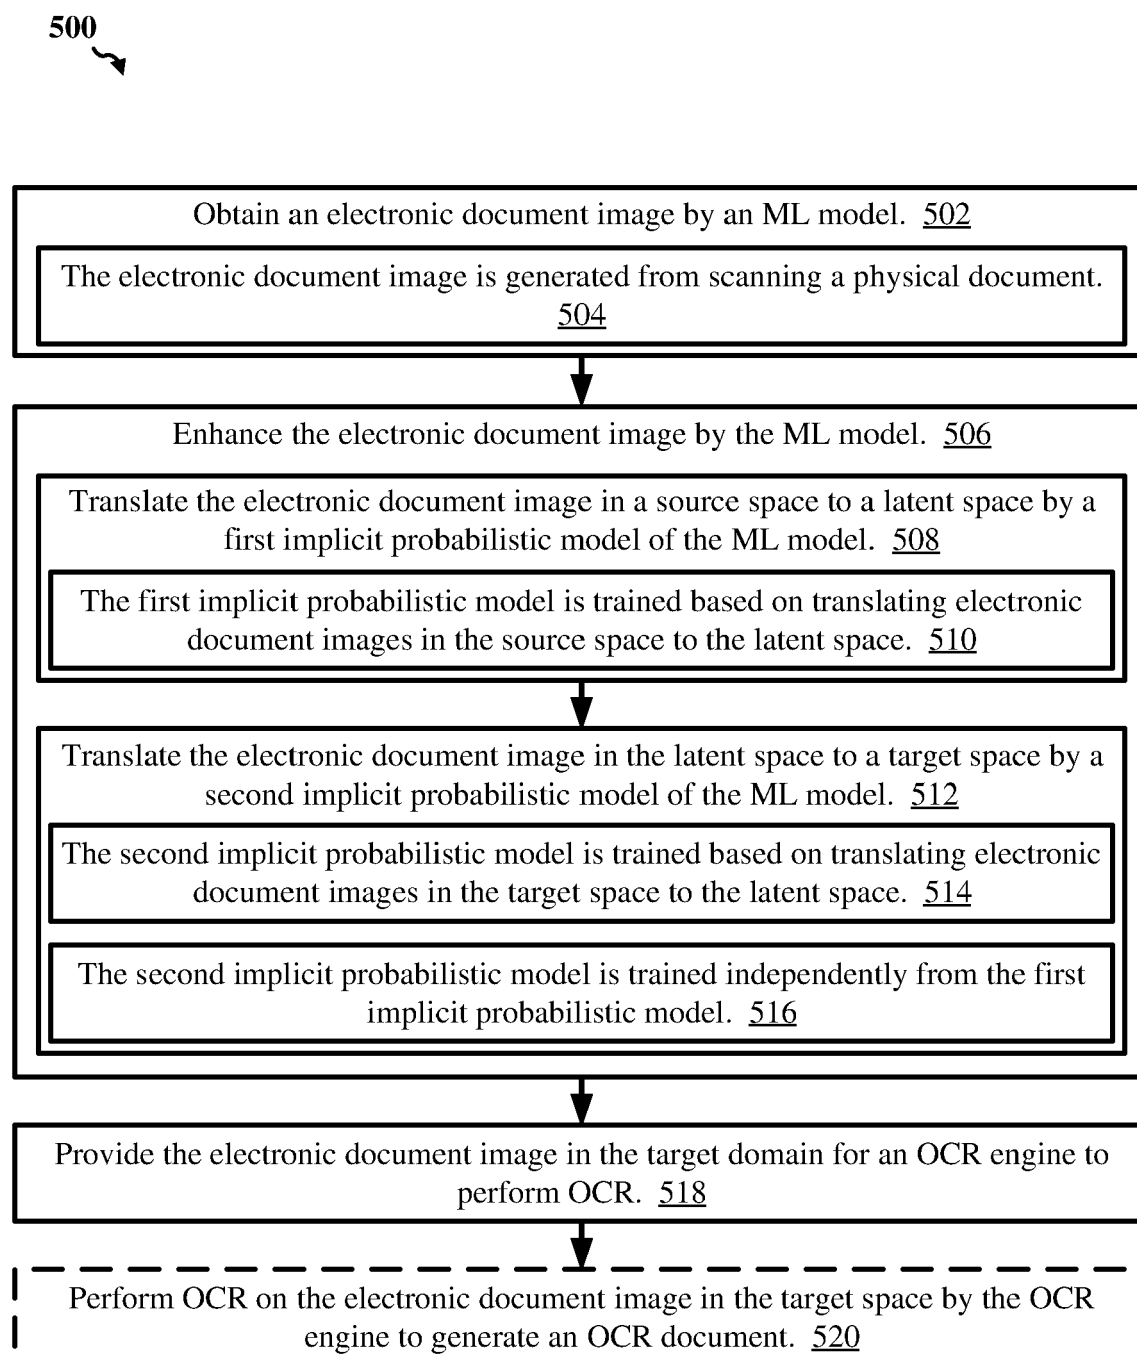 500
Obtain an electronic document image by an ML model. 502
The electronic document image is generated from scanning a physical document.
504
Enhance the electronic document image by the ML model. 506
Translate the electronic document image in a source space to a latent space by a
first implicit probabilistic model of the ML model. 508
The first implicit probabilistic model is trained based on translating electronic
document images in the source space to the latent space. 510
Translate the electronic document image in the latent space to a target space by a
second implicit probabilistic model of the ML model. 512
The second implicit probabilistic model is trained based on translating electronic
document images in the target space to the latent space. 514
The second implicit probabilistic model is trained independently from the first
implicit probabilistic model. 516
Provide the electronic document image in the target domain for an OCR engine to
perform OCR. 518
Perform OCR on the electronic document image in the target space by the OCR
engine to generate an OCR document. 520